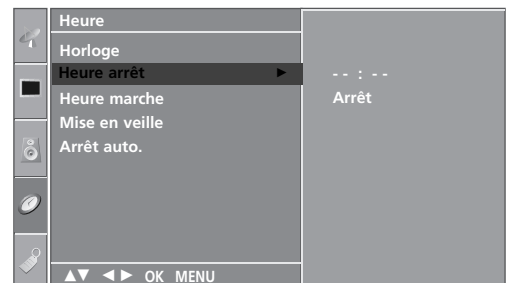 Heure
Horloge
Heure arrêt ► -- : --
Heure marche Arrêt
Mise en veille
Arrêt auto.
▲▼ ◄► OK MENU